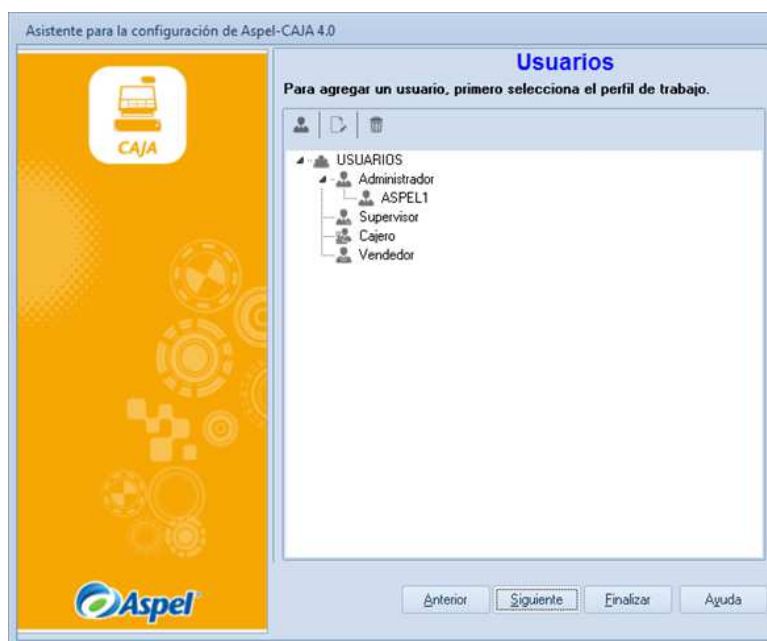 Asistente para la configuración de Aspel-CAJA 4.0
CAJA
Usuarios
Para agregar un usuario, primero selecciona el perfil de trabajo.
USUARIOS
Administrador
ASPEL1
Supervisor
Cajero
Vendedor
Aspel
Anterior
Siguiente
Finalizar
Ayuda